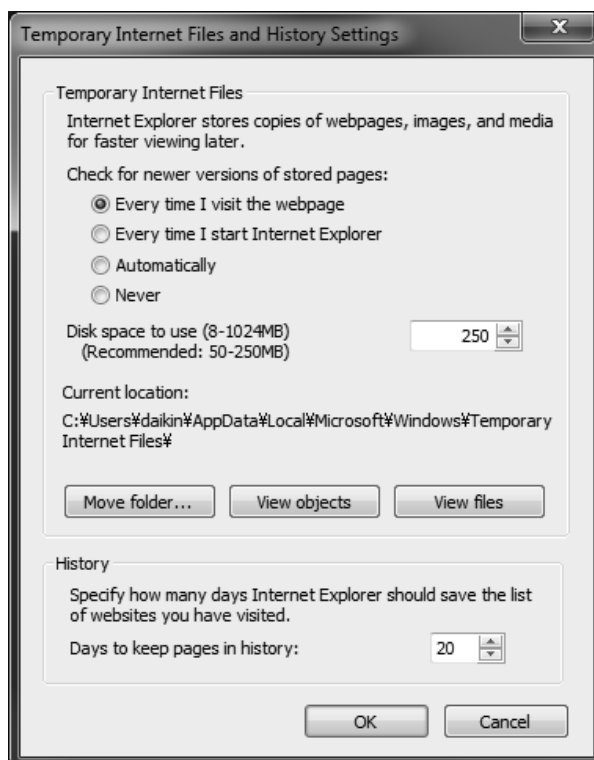 Temporary Internet Files and History Settings
Temporary Internet Files
Internet Explorer stores copies of webpages, images, and media
for faster viewing later.
Check for newer versions of stored pages:
Every time I visit the webpage
Every time I start Internet Explorer
Automatically
Never
Disk space to use (8-1024MB)
250
(Recommended: 50-250MB)
Current location:
C:¥Users¥daikin¥AppData¥Local¥Microsoft¥Windows¥Temporary
Internet Files¥
Move folder... View objects View files
History
Specify how many days Internet Explorer should save the list
of websites you have visited.
Days to keep pages in history: 20
OK Cancel